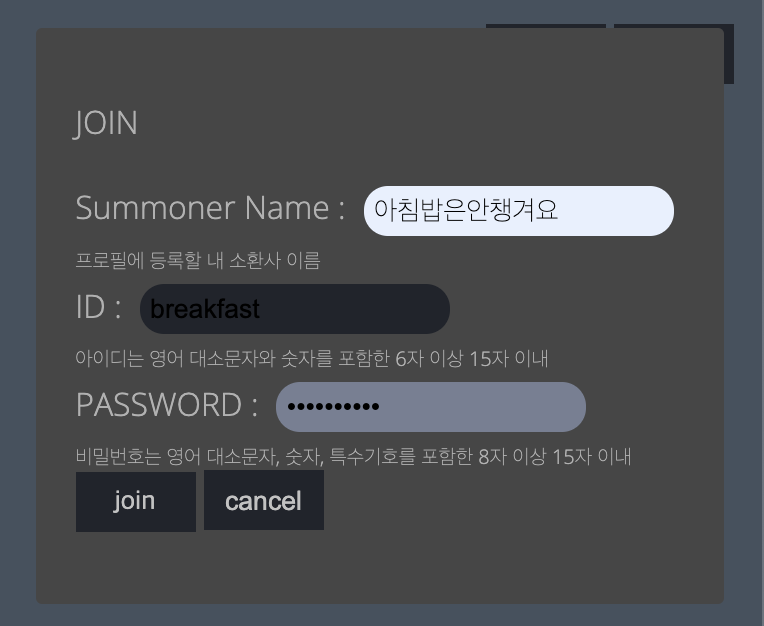 JOIN
Summoner Name : 아침밥은안챙겨요
프로필에 등록할 내 소환사 이름
ID : breakfast
아이디는 영어 대소문자와 숫자를 포함한 6자 이상 15자 이내
PASSWORD : ••••••••••
비밀번호는 영어 대소문자, 숫자, 특수기호를 포함한 8자 이상 15자 이내
join cancel